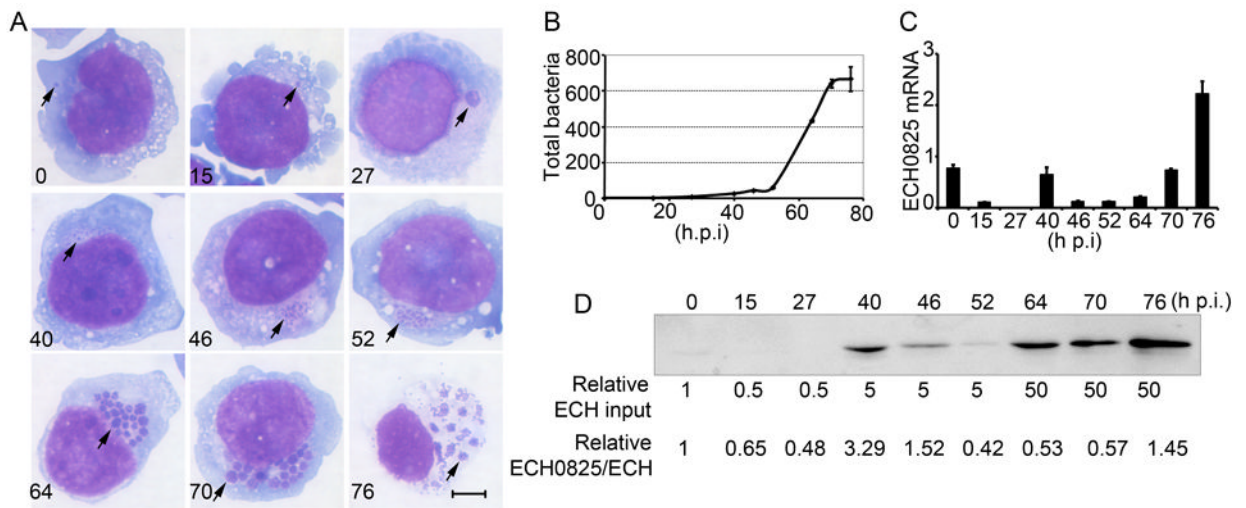 A
0
15
27
40
46
52
64
70
76
B
Total bacteria
800
600
400
200
0
0 20 40 60 80
(h.p.i)
C
ECH0825 mRNA
3
2
1
0
0 15 27 40 46 52 64 70 76
(h p.i)
D
0 15 27 40 46 52 64 70 76 (h p.i.)
Relative
ECH input
1 0.5 0.5 5 5 5 50 50 50
Relative
ECH0825/ECH
1 0.65 0.48 3.29 1.52 0.42 0.53 0.57 1.45